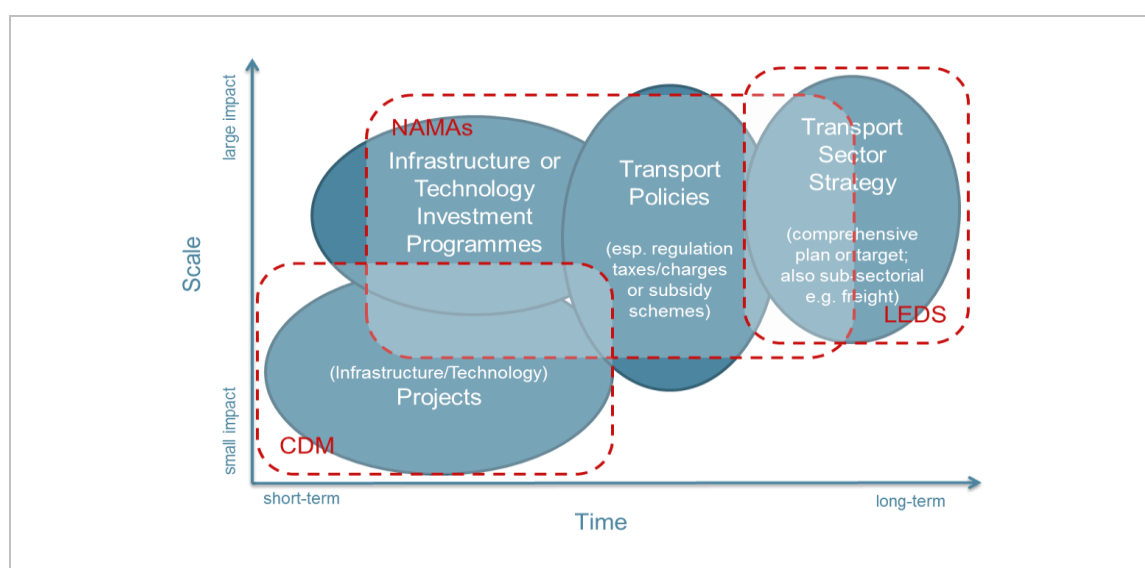 large impact
Scale
small impact
NAMAs
Infrastructure or
Technology
Investment
Programmes
Transport
Policies
(esp. regulation
taxes/charges
or subsidy
schemes)
Transport
Sector
Strategy
(comprehensive
plan or target;
also sub-sectorial
e.g. freight)
LEDS
(Infrastructure/Technology)
Projects
CDM
short-term
long-term
Time